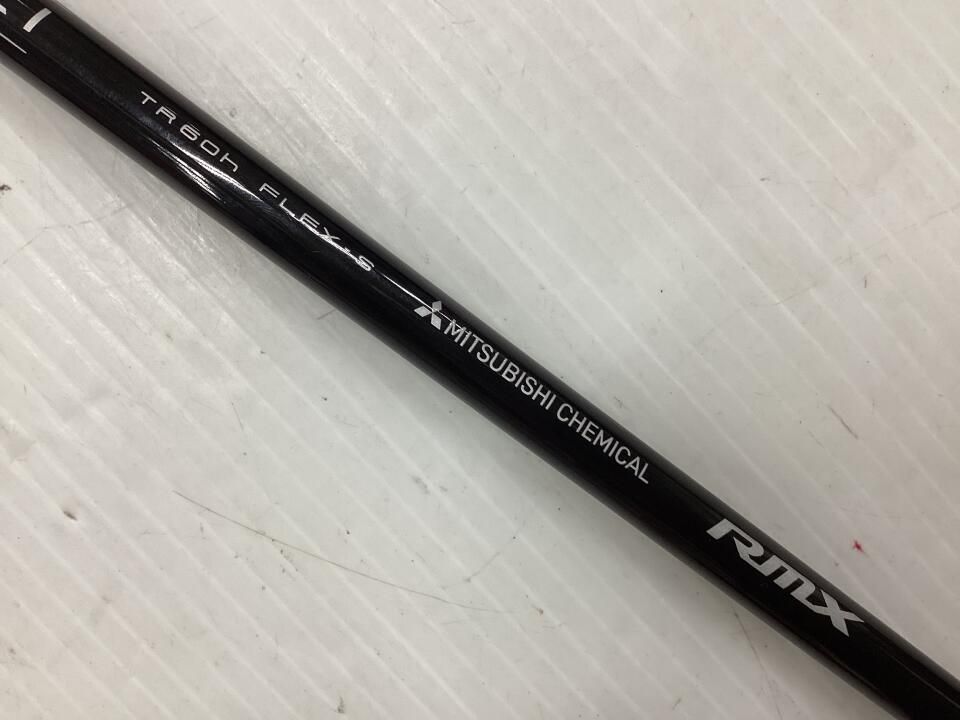 TR60h FLEX:S
MITSUBISHI CHEMICAL
RMX